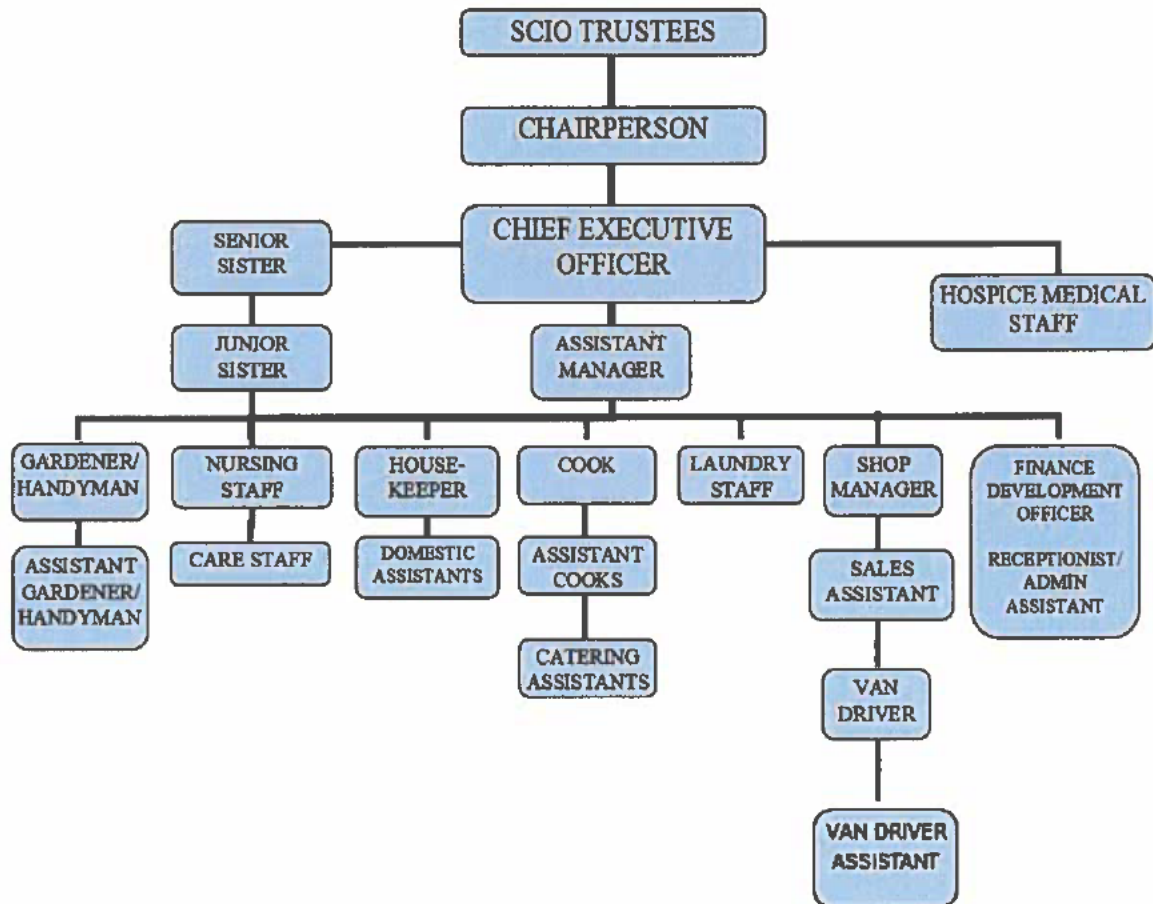 SCIO TRUSTEES
CHAIRPERSON
CHIEF EXECUTIVE
OFFICER
SENIOR
SISTER
HOSPICE MEDICAL
STAFF
JUNIOR
SISTER
ASSISTANT
MANAGER
GARDENER/
HANDYMAN
NURSING
STAFF
HOUSE-
KEEPER
COOK
LAUNDRY
STAFF
SHOP
MANAGER
FINANCE
DEVELOPMENT
OFFICER
RECEPTIONIST/
ADMIN
ASSISTANT
ASSISTANT
GARDENER/
HANDYMAN
CARE STAFF
DOMESTIC
ASSISTANTS
ASSISTANT
COOKS
SALES
ASSISTANT
CATERING
ASSISTANTS
VAN
DRIVER
VAN DRIVER
ASSISTANT